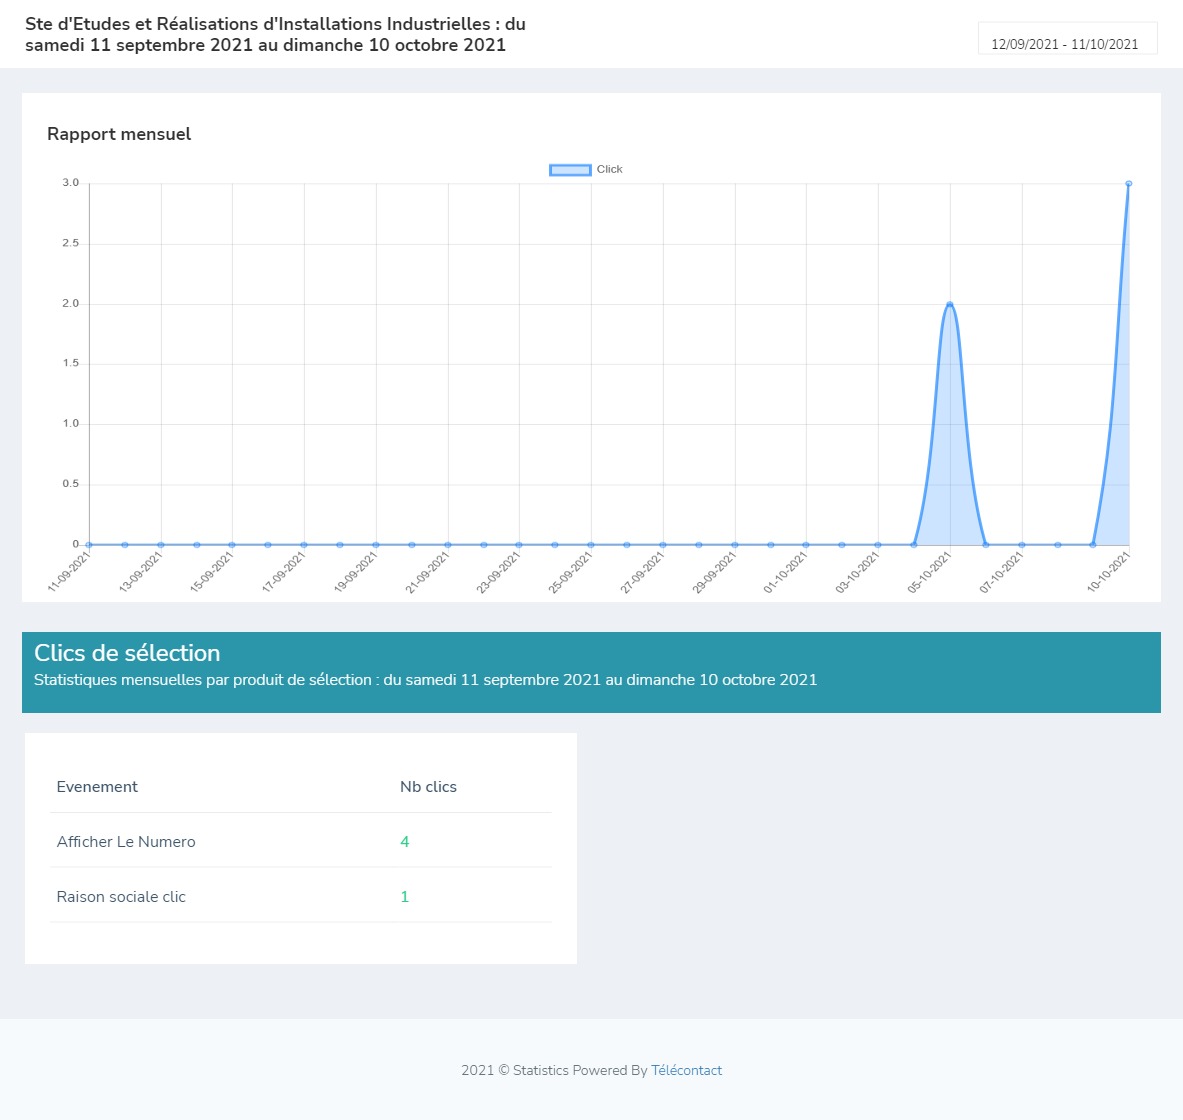 Ste d'Etudes et Réalisations d'Installations Industrielles : du
samedi 11 septembre 2021 au dimanche 10 octobre 2021
12/09/2021 - 11/10/2021
Rapport mensuel
Click
3.0
2.5
2.0
1.5
1.0
0.5
0
11-09-2021
13-09-2021
15-09-2021
17-09-2021
19-09-2021
21-09-2021
23-09-2021
25-09-2021
27-09-2021
29-09-2021
01-10-2021
03-10-2021
05-10-2021
07-10-2021
10-10-2021
Clics de sélection
Statistiques mensuelles par produit de sélection : du samedi 11 septembre 2021 au dimanche 10 octobre 2021
Evenement Nb clics
Afficher Le Numero 4
Raison sociale clic 1
2021 © Statistics Powered By Télécontact